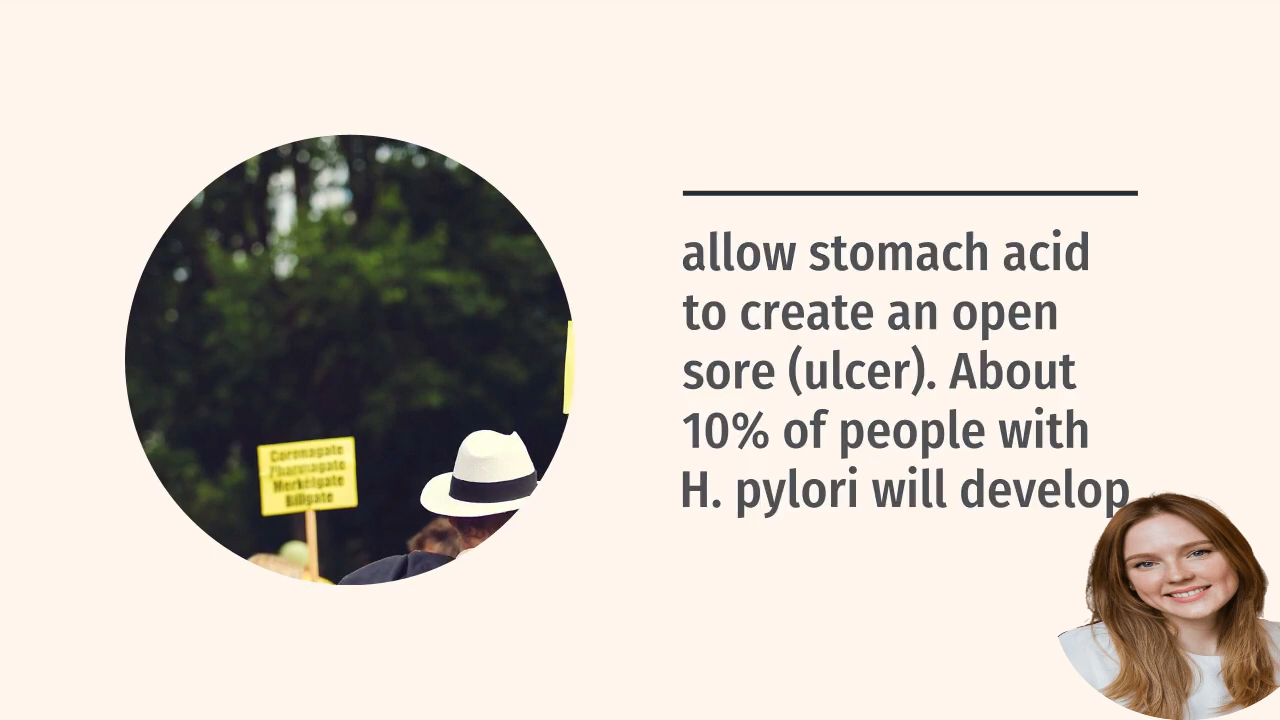 Coronagate
Pharmagate
Merkelgate
Billgate
allow stomach acid
to create an open
sore (ulcer). About
10% of people with
H. pylori will develop